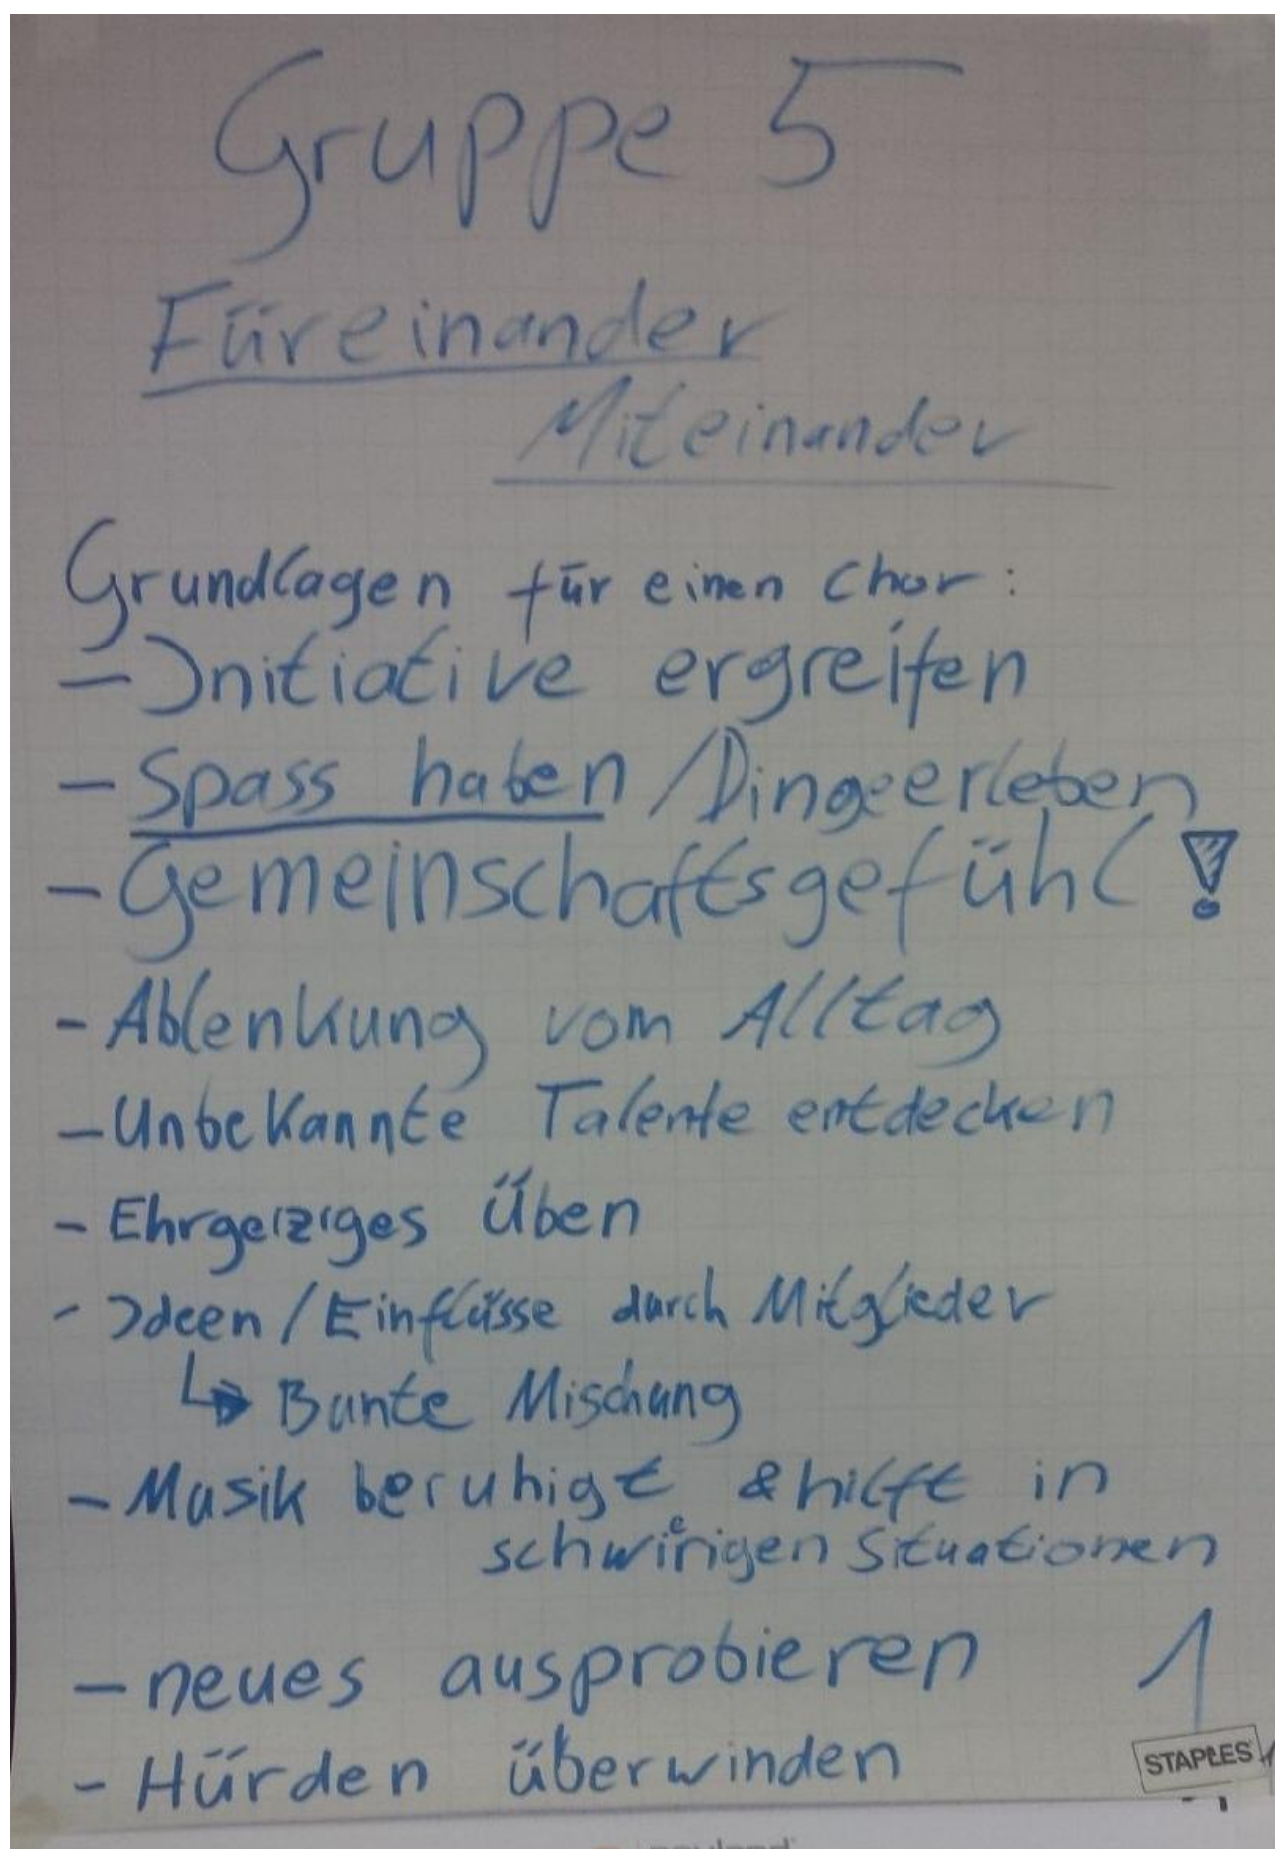 Gruppe 5
Füreinander
Miteinander
Grundlagen für einen Chor:
- Initiative ergreifen
- Spass haben / Dinge erleben
- Gemeinschaftsgefühl!
- Ablenkung vom Alltag
- Unbekannte Talente entdecken
- Ehrgeiziges Üben
- Ideen / Einflüsse durch Mitglieder
↳ Bunte Mischung
- Musik beruhigt & hilft in
schwierigen Situationen
- neues ausprobieren
1
- Hürden überwinden
STAPLES